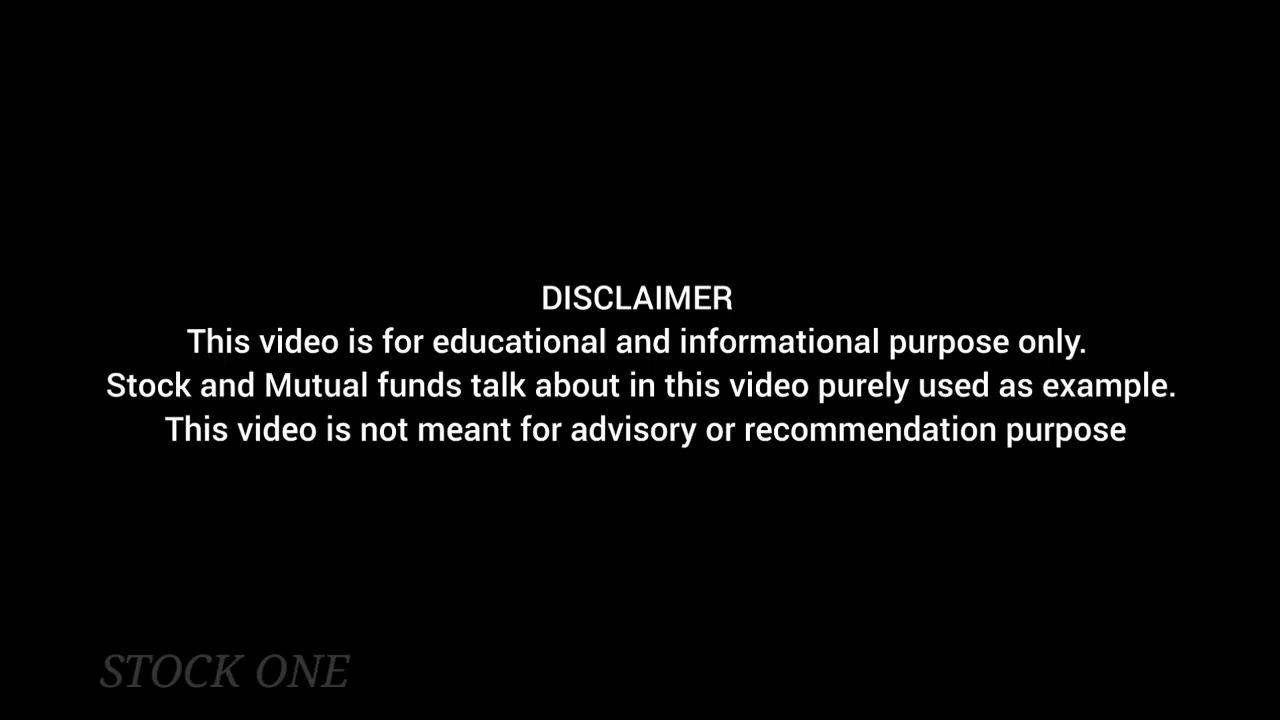 DISCLAIMER
This video is for educational and informational purpose only.
Stock and Mutual funds talk about in this video purely used as example.
This video is not meant for advisory or recommendation purpose
STOCK ONE